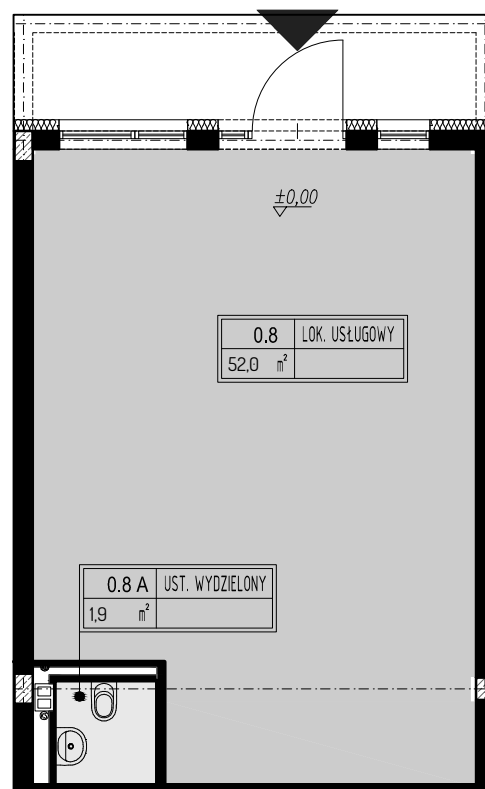 ±0,00
0.8 LOK. USŁUGOWY
52,0 m²
0.8 A UST. WYDZIELONY
1,9 m²